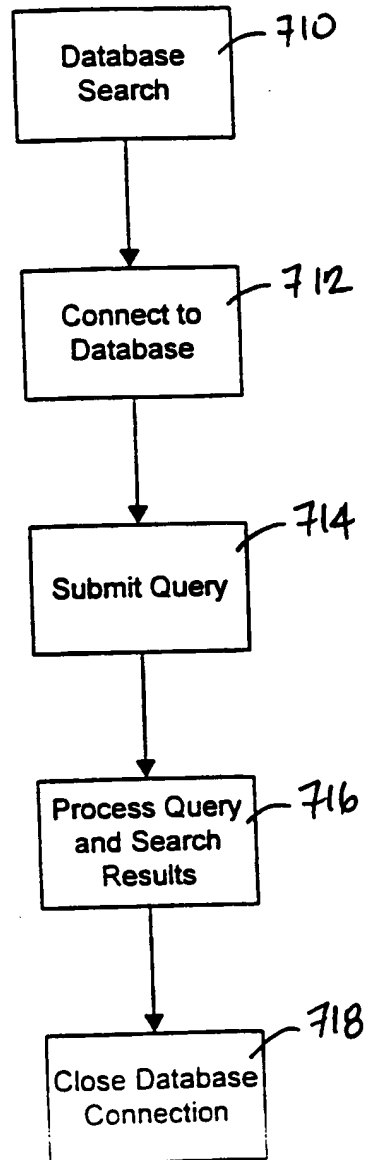 710
Database
Search
712
Connect to
Database
714
Submit Query
716
Process Query
and Search
Results
718
Close Database
Connection